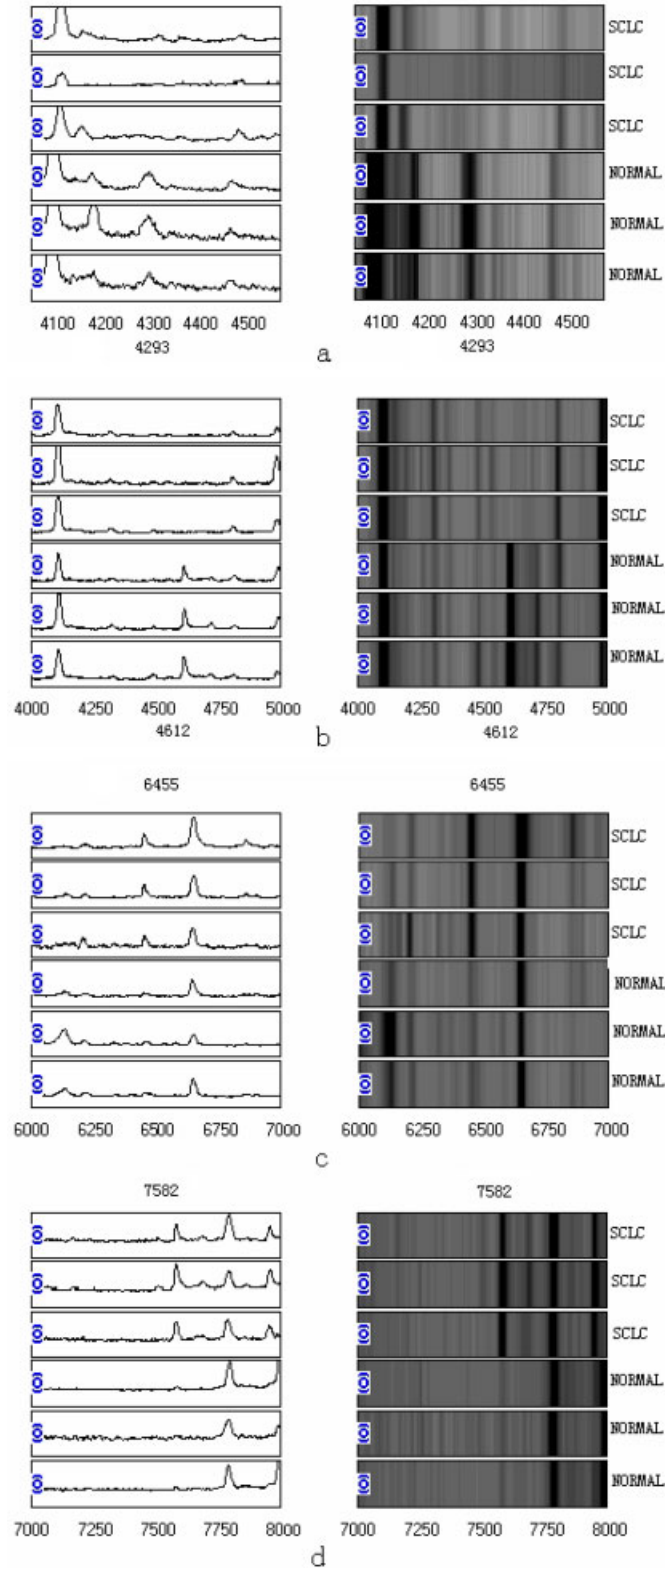 SCLC
SCLC
SCLC
NORMAL
NORMAL
NORMAL
4100 4200 4300 4400 4500 4100 4200 4300 4400 4500
4293 4293
a
SCLC
SCLC
SCLC
NORMAL
NORMAL
NORMAL
4000 4250 4500 4750 5000 4000 4250 4500 4750 5000
4612 4612
b
6455 6455
SCLC
SCLC
SCLC
NORMAL
NORMAL
NORMAL
6000 6250 6500 6750 7000 6000 6250 6500 6750 7000
c
7582 7582
SCLC
SCLC
SCLC
NORMAL
NORMAL
NORMAL
7000 7250 7500 7750 8000 7000 7250 7500 7750 8000
d